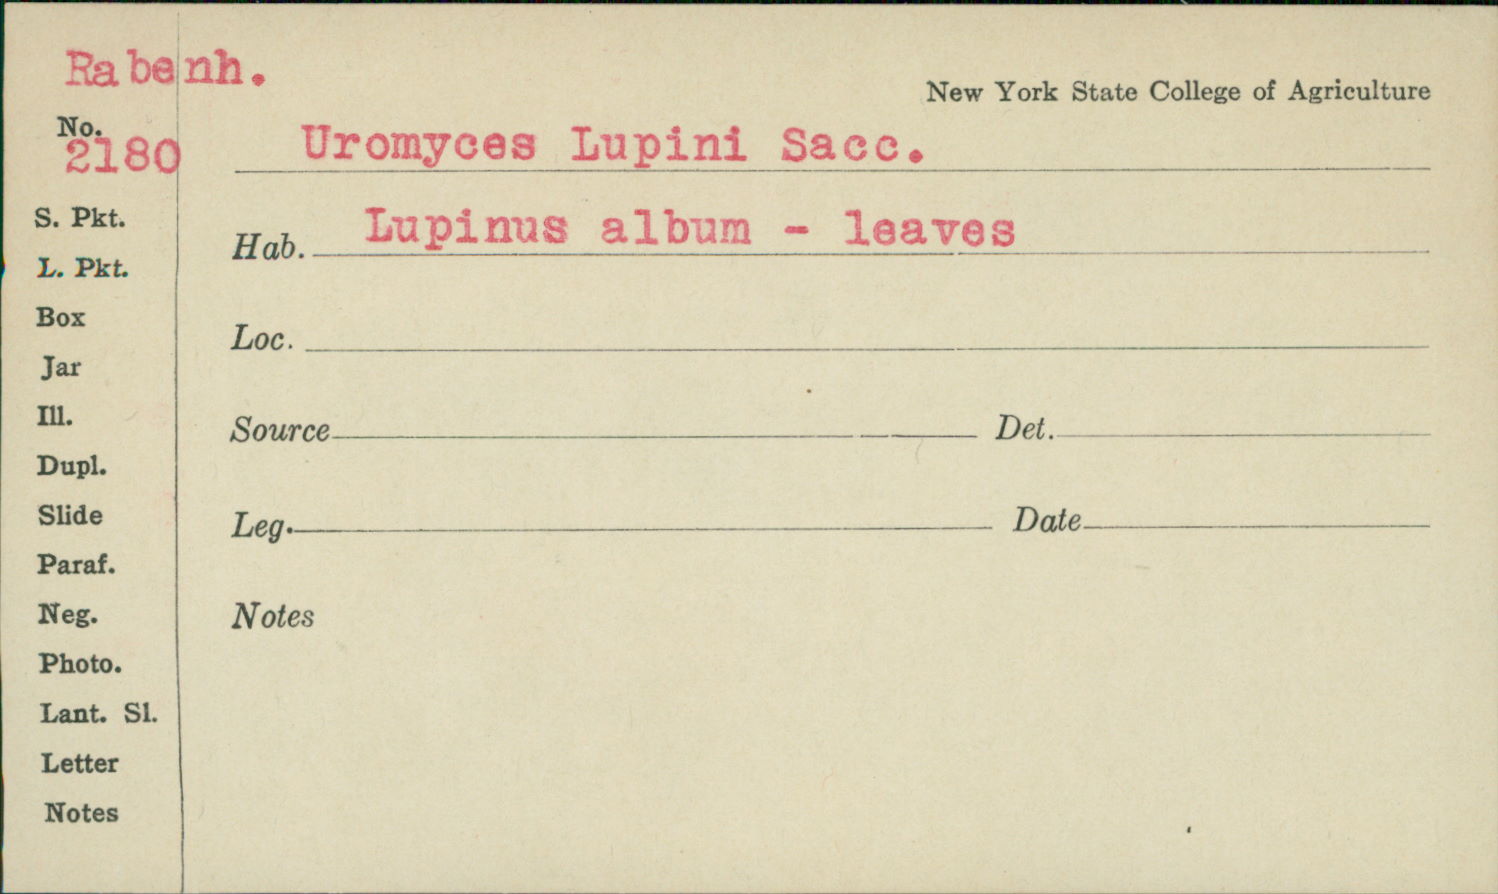 Rabenh.
New York State College of Agriculture
No.
2180
Uromyces Lupini Sacc.
S. Pkt.
Hab. Lupinus album - leaves
L. Pkt.
Box
Loc.
Jar
Ill.
Source Det.
Dupl.
Slide
Leg. Date
Paraf.
Neg.
Notes
Photo.
Lant. Sl.
Letter
Notes